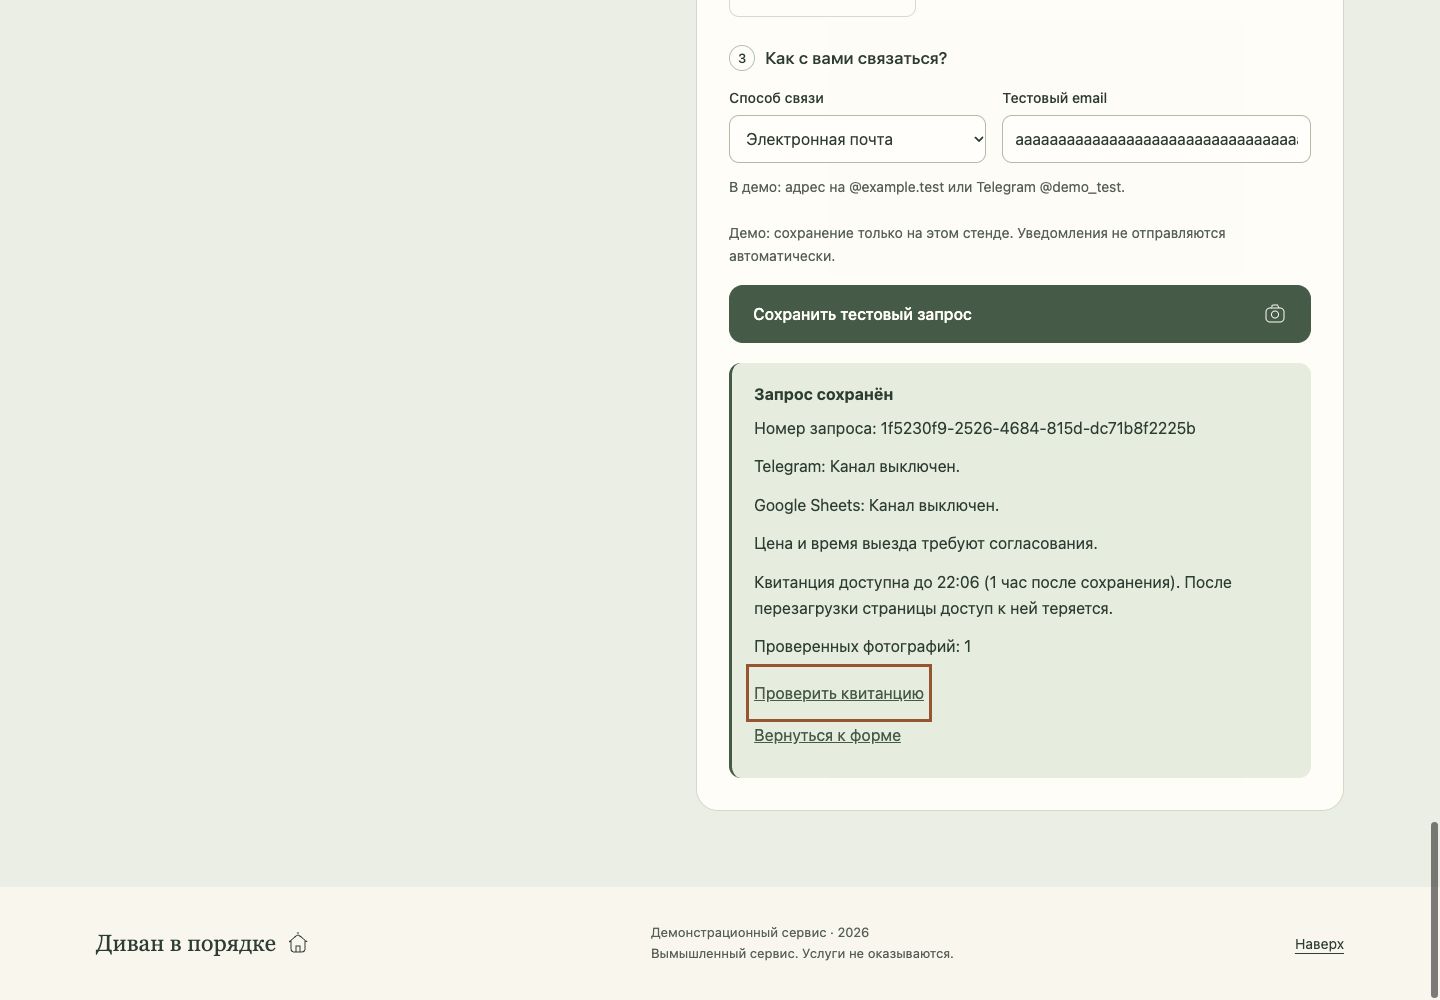 3 Как с вами связаться?
Способ связи
Тестовый email
Электронная почта
aaaaaaaaaaaaaaaaaaaaaaaaaaaaaaaaa
В демо: адрес на @example.test или Telegram @demo_test.
Демо: сохранение только на этом стенде. Уведомления не отправляются
автоматически.
Сохранить тестовый запрос
Запрос сохранён
Номер запроса: 1f5230f9-2526-4684-815d-dc71b8f2225b
Telegram: Канал выключен.
Google Sheets: Канал выключен.
Цена и время выезда требуют согласования.
Квитанция доступна до 22:06 (1 час после сохранения). После
перезагрузки страницы доступ к ней теряется.
Проверенных фотографий: 1
Проверить квитанцию
Вернуться к форме
Диван в порядке
Демонстрационный сервис · 2026
Вымышленный сервис. Услуги не оказываются.
Наверх